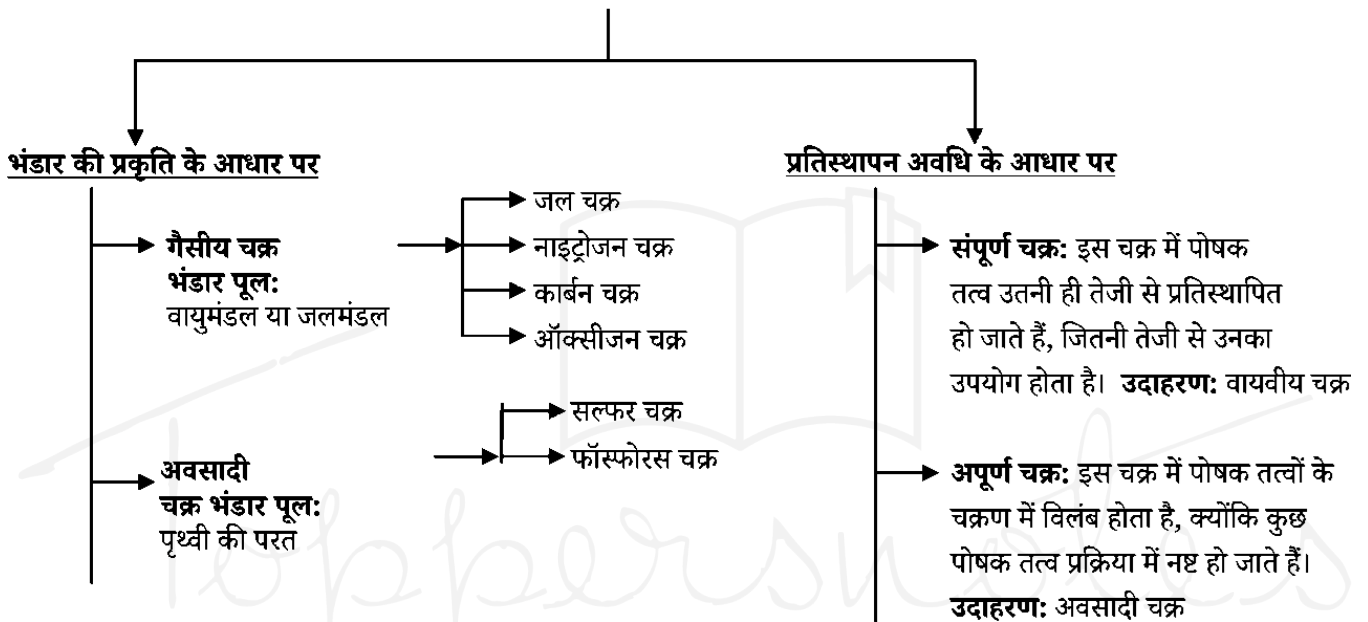 भंडार की प्रकृति के आधार पर
गैसीय चक्र
भंडार पूल:
वायुमंडल या जलमंडल
जल चक्र
नाइट्रोजन चक्र
कार्बन चक्र
ऑक्सीजन चक्र
अवसादी
चक्र भंडार पूल:
पृथ्वी की परत
सल्फर चक्र
फॉस्फोरस चक्र
प्रतिस्थापन अवधि के आधार पर
संपूर्ण चक्र: इस चक्र में पोषक
तत्व उतनी ही तेजी से प्रतिस्थापित
हो जाते हैं, जितनी तेजी से उनका
उपयोग होता है। उदाहरण: वायवीय चक्र
अपूर्ण चक्र: इस चक्र में पोषक तत्वों के
चक्रण में विलंब होता है, क्योंकि कुछ
पोषक तत्व प्रक्रिया में नष्ट हो जाते हैं।
उदाहरण: अवसादी चक्र
Toppersnotes